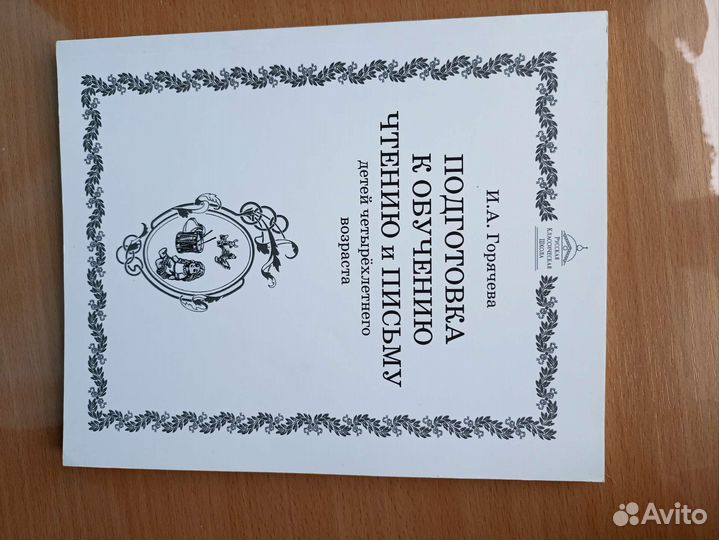 Русская
Классическая
Школа
И.А. Горячева
ПОДГОТОВКА
К ОБУЧЕНИЮ
ЧТЕНИЮ и ПИСЬМУ
детей четырёхлетнего
возраста
Avito